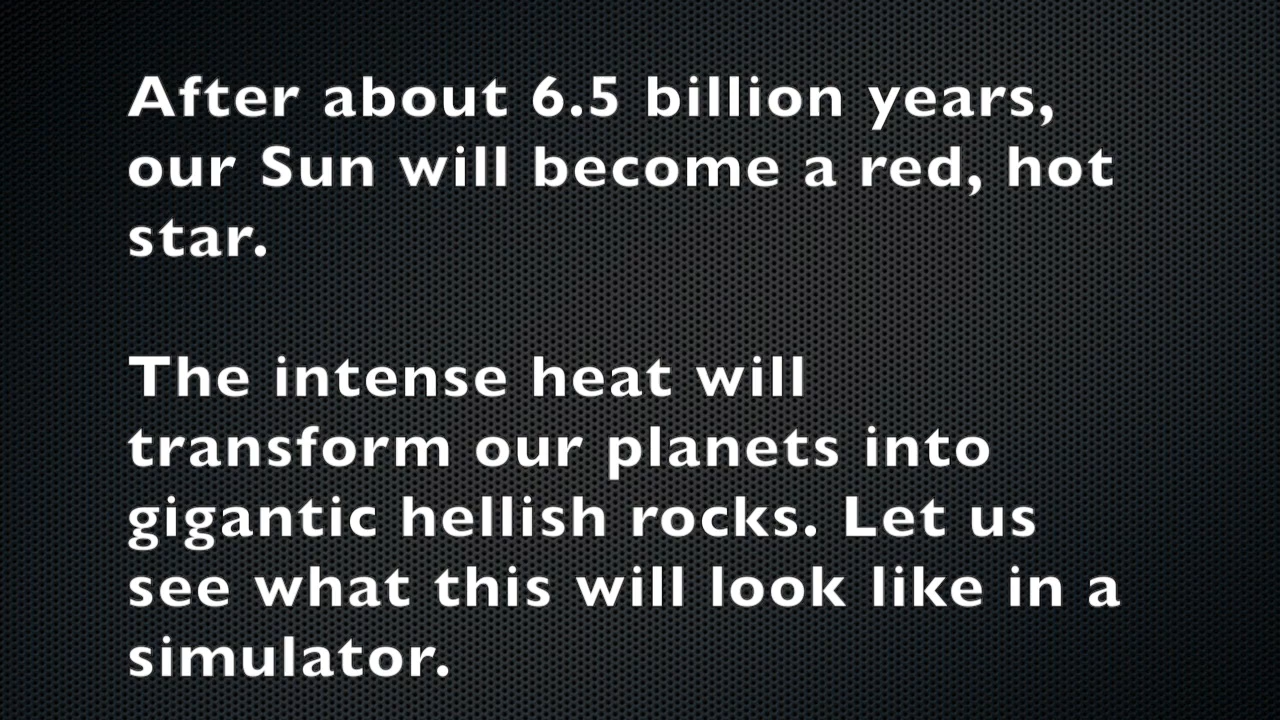 After about 6.5 billion years,
our Sun will become a red, hot
star.
The intense heat will
transform our planets into
gigantic hellish rocks. Let us
see what this will look like in a
simulator.